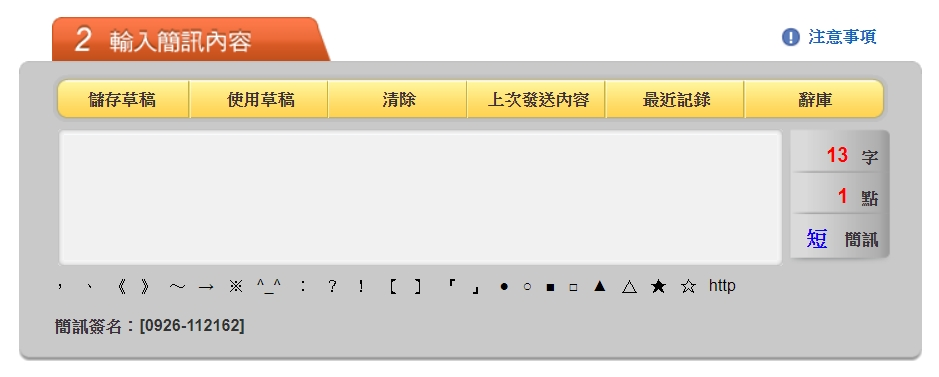 2 輸入簡訊內容
注意事項
儲存草稿 使用草稿 清除 上次發送內容 最近記錄 辭庫
13 字
1 點
短 簡訊
， 、 《 》 ～ → ※ ^_^ ： ？ ！ 【 】 『 』 ● ○ ■ □ ▲ △ ★ ☆ http
簡訊簽名：[0926-112162]